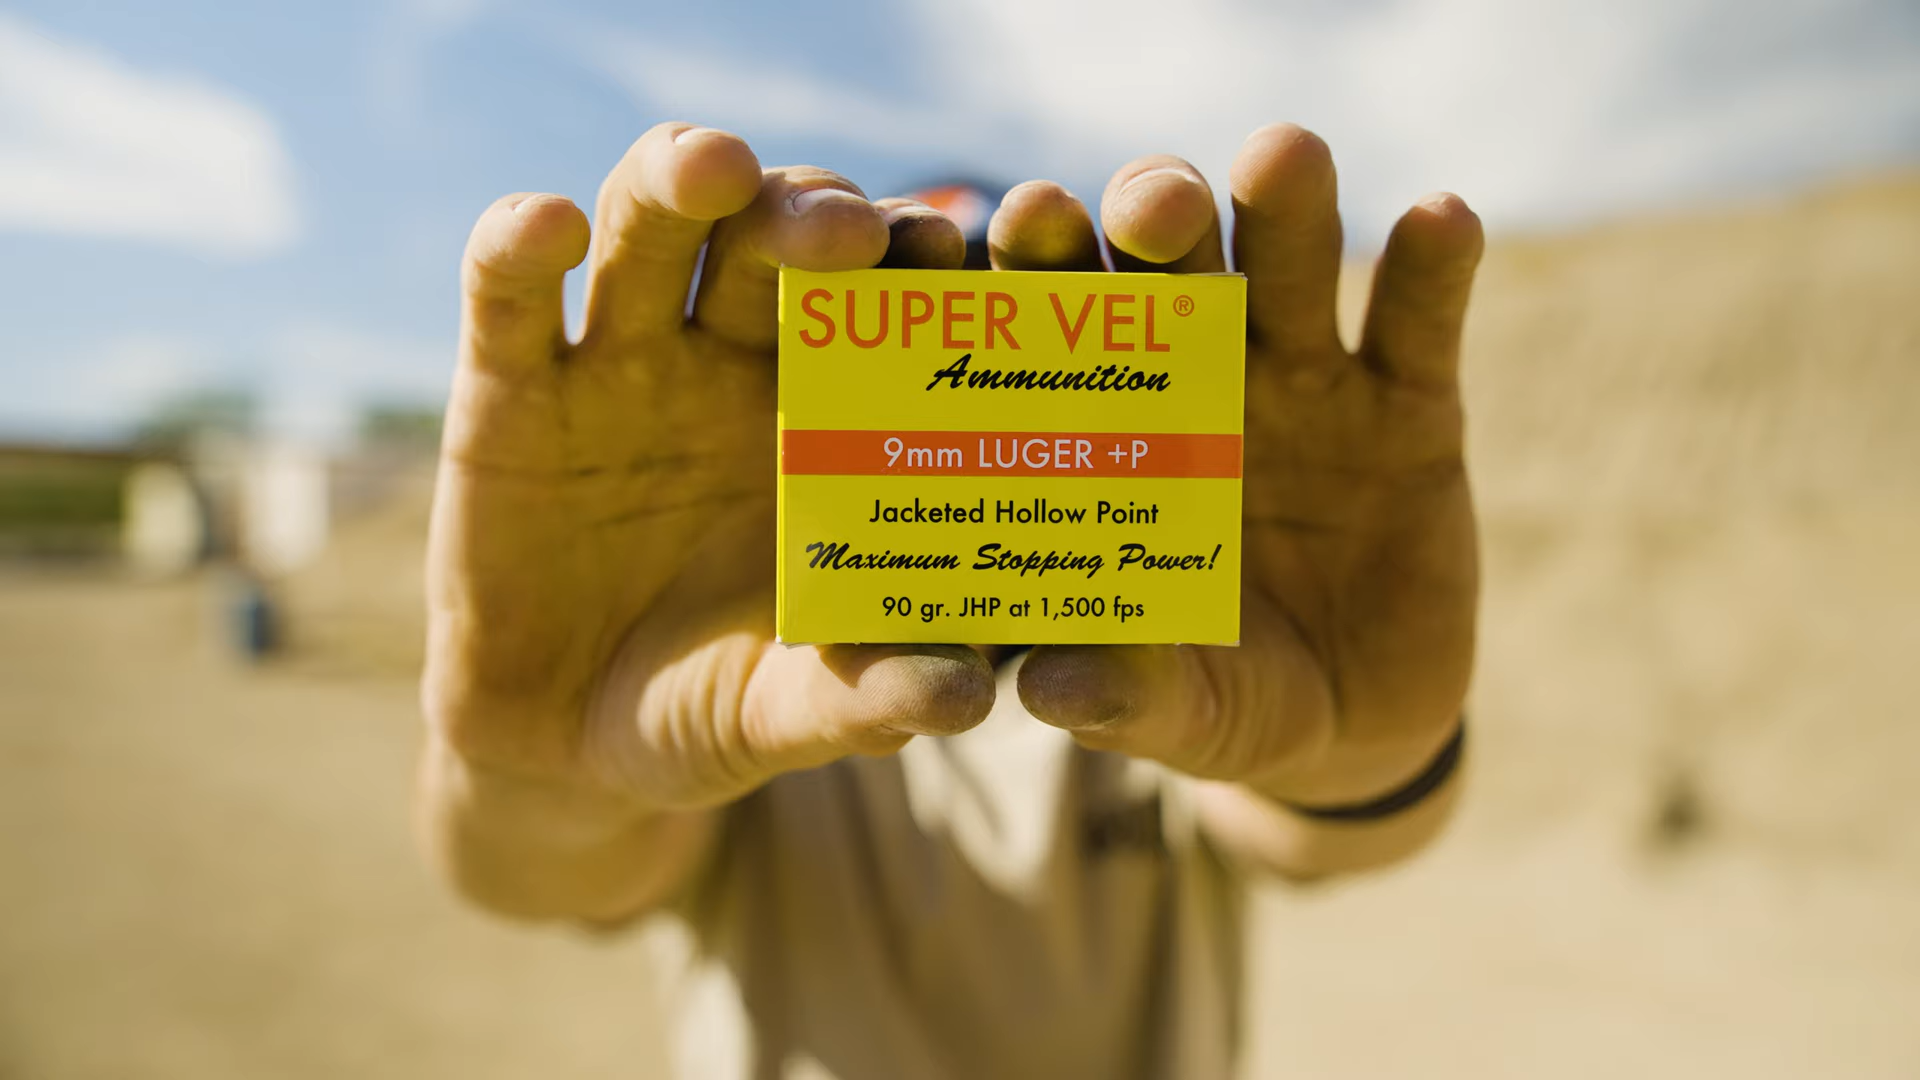 SUPER VEL®
Ammunition
9mm LUGER +P
Jacketed Hollow Point
Maximum Stopping Power!
90 gr. JHP at 1,500 fps